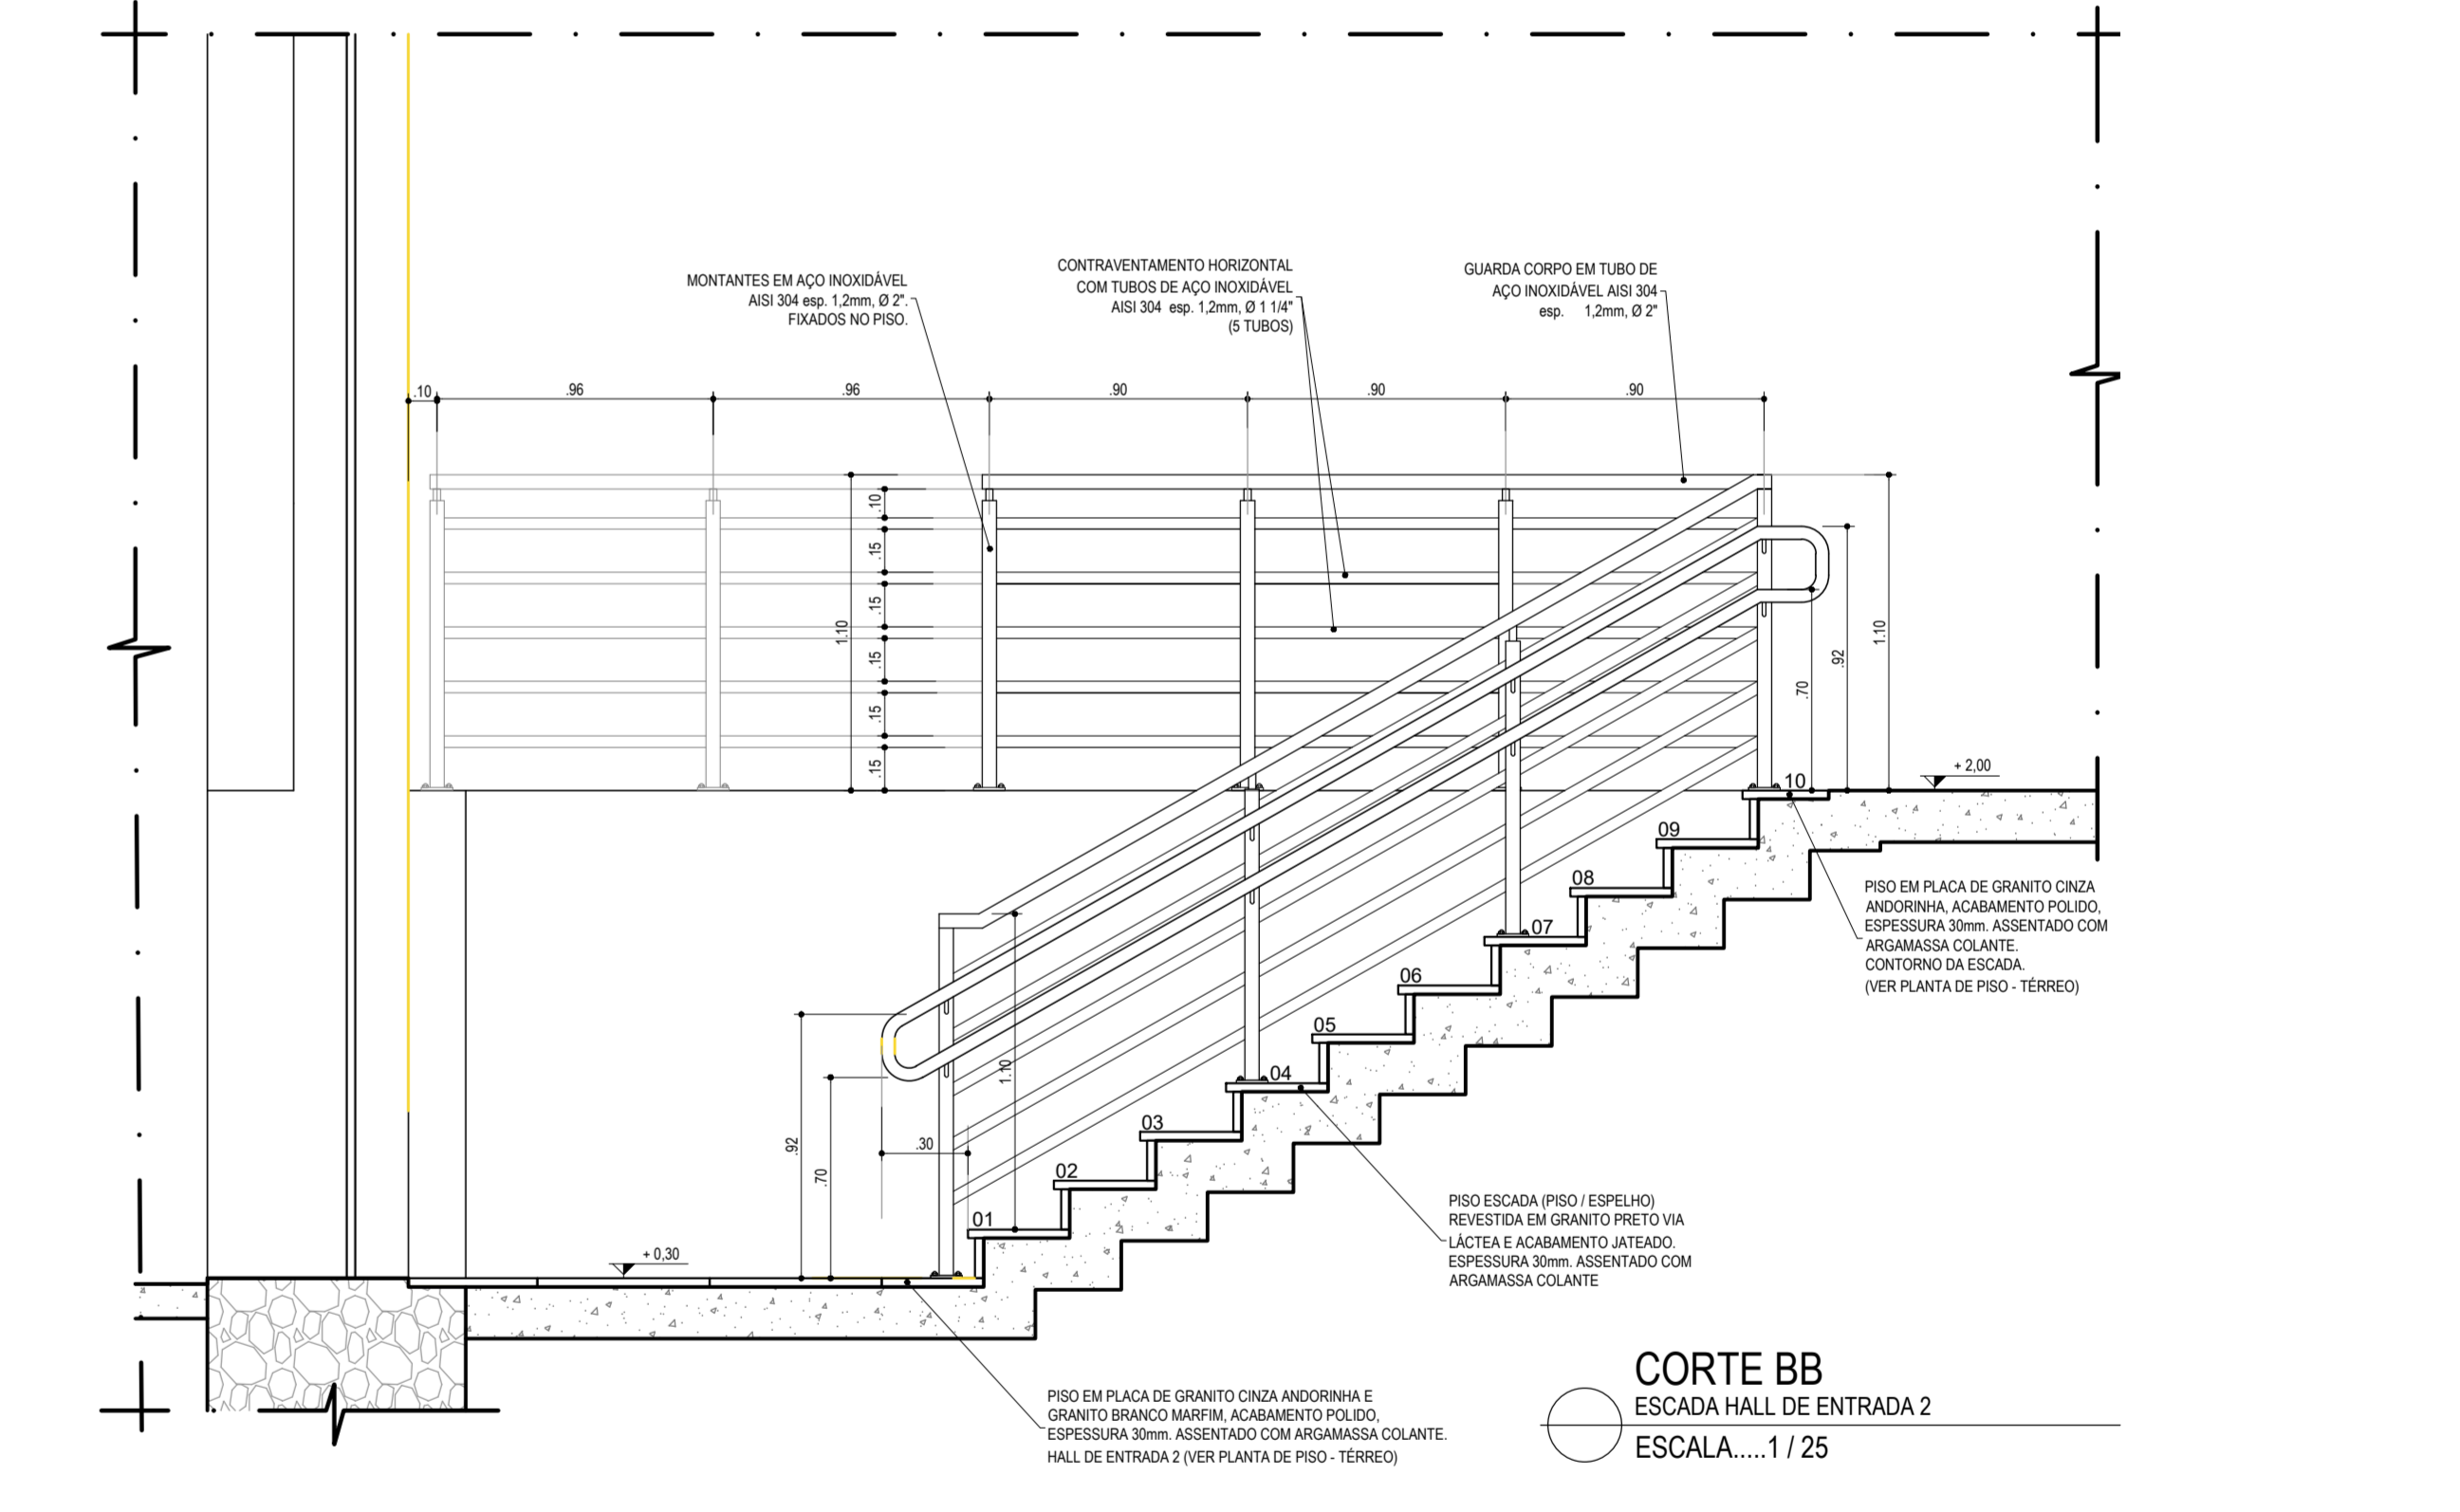 MONTANTES EM AÇO INOXIDÁVEL
AISI 304 esp. 1,2mm, Ø 2".
FIXADOS NO PISO.
CONTRAVENTAMENTO HORIZONTAL
COM TUBOS DE AÇO INOXIDÁVEL
AISI 304 esp. 1,2mm, Ø 1 1/4"
(5 TUBOS)
GUARDA CORPO EM TUBO DE
AÇO INOXIDÁVEL AISI 304
esp. 1,2mm, Ø 2"
.10
.96
.96
.90
.90
.90
.10
.15
.15
.15
.15
.15
1.10
1.10
.92
.70
+ 2,00
10
09
08
07
06
05
04
03
02
01
1.10
.30
.92
.70
+ 0,30
PISO EM PLACA DE GRANITO CINZA
ANDORINHA, ACABAMENTO POLIDO,
ESPESSURA 30mm. ASSENTADO COM
ARGAMASSA COLANTE.
CONTORNO DA ESCADA.
(VER PLANTA DE PISO - TÉRREO)
PISO ESCADA (PISO / ESPELHO)
REVESTIDA EM GRANITO PRETO VIA
LÁCTEA E ACABAMENTO JATEADO.
ESPESSURA 30mm. ASSENTADO COM
ARGAMASSA COLANTE
PISO EM PLACA DE GRANITO CINZA ANDORINHA E
GRANITO BRANCO MARFIM, ACABAMENTO POLIDO,
ESPESSURA 30mm. ASSENTADO COM ARGAMASSA COLANTE.
HALL DE ENTRADA 2 (VER PLANTA DE PISO - TÉRREO)
CORTE BB
ESCADA HALL DE ENTRADA 2
ESCALA.....1 / 25